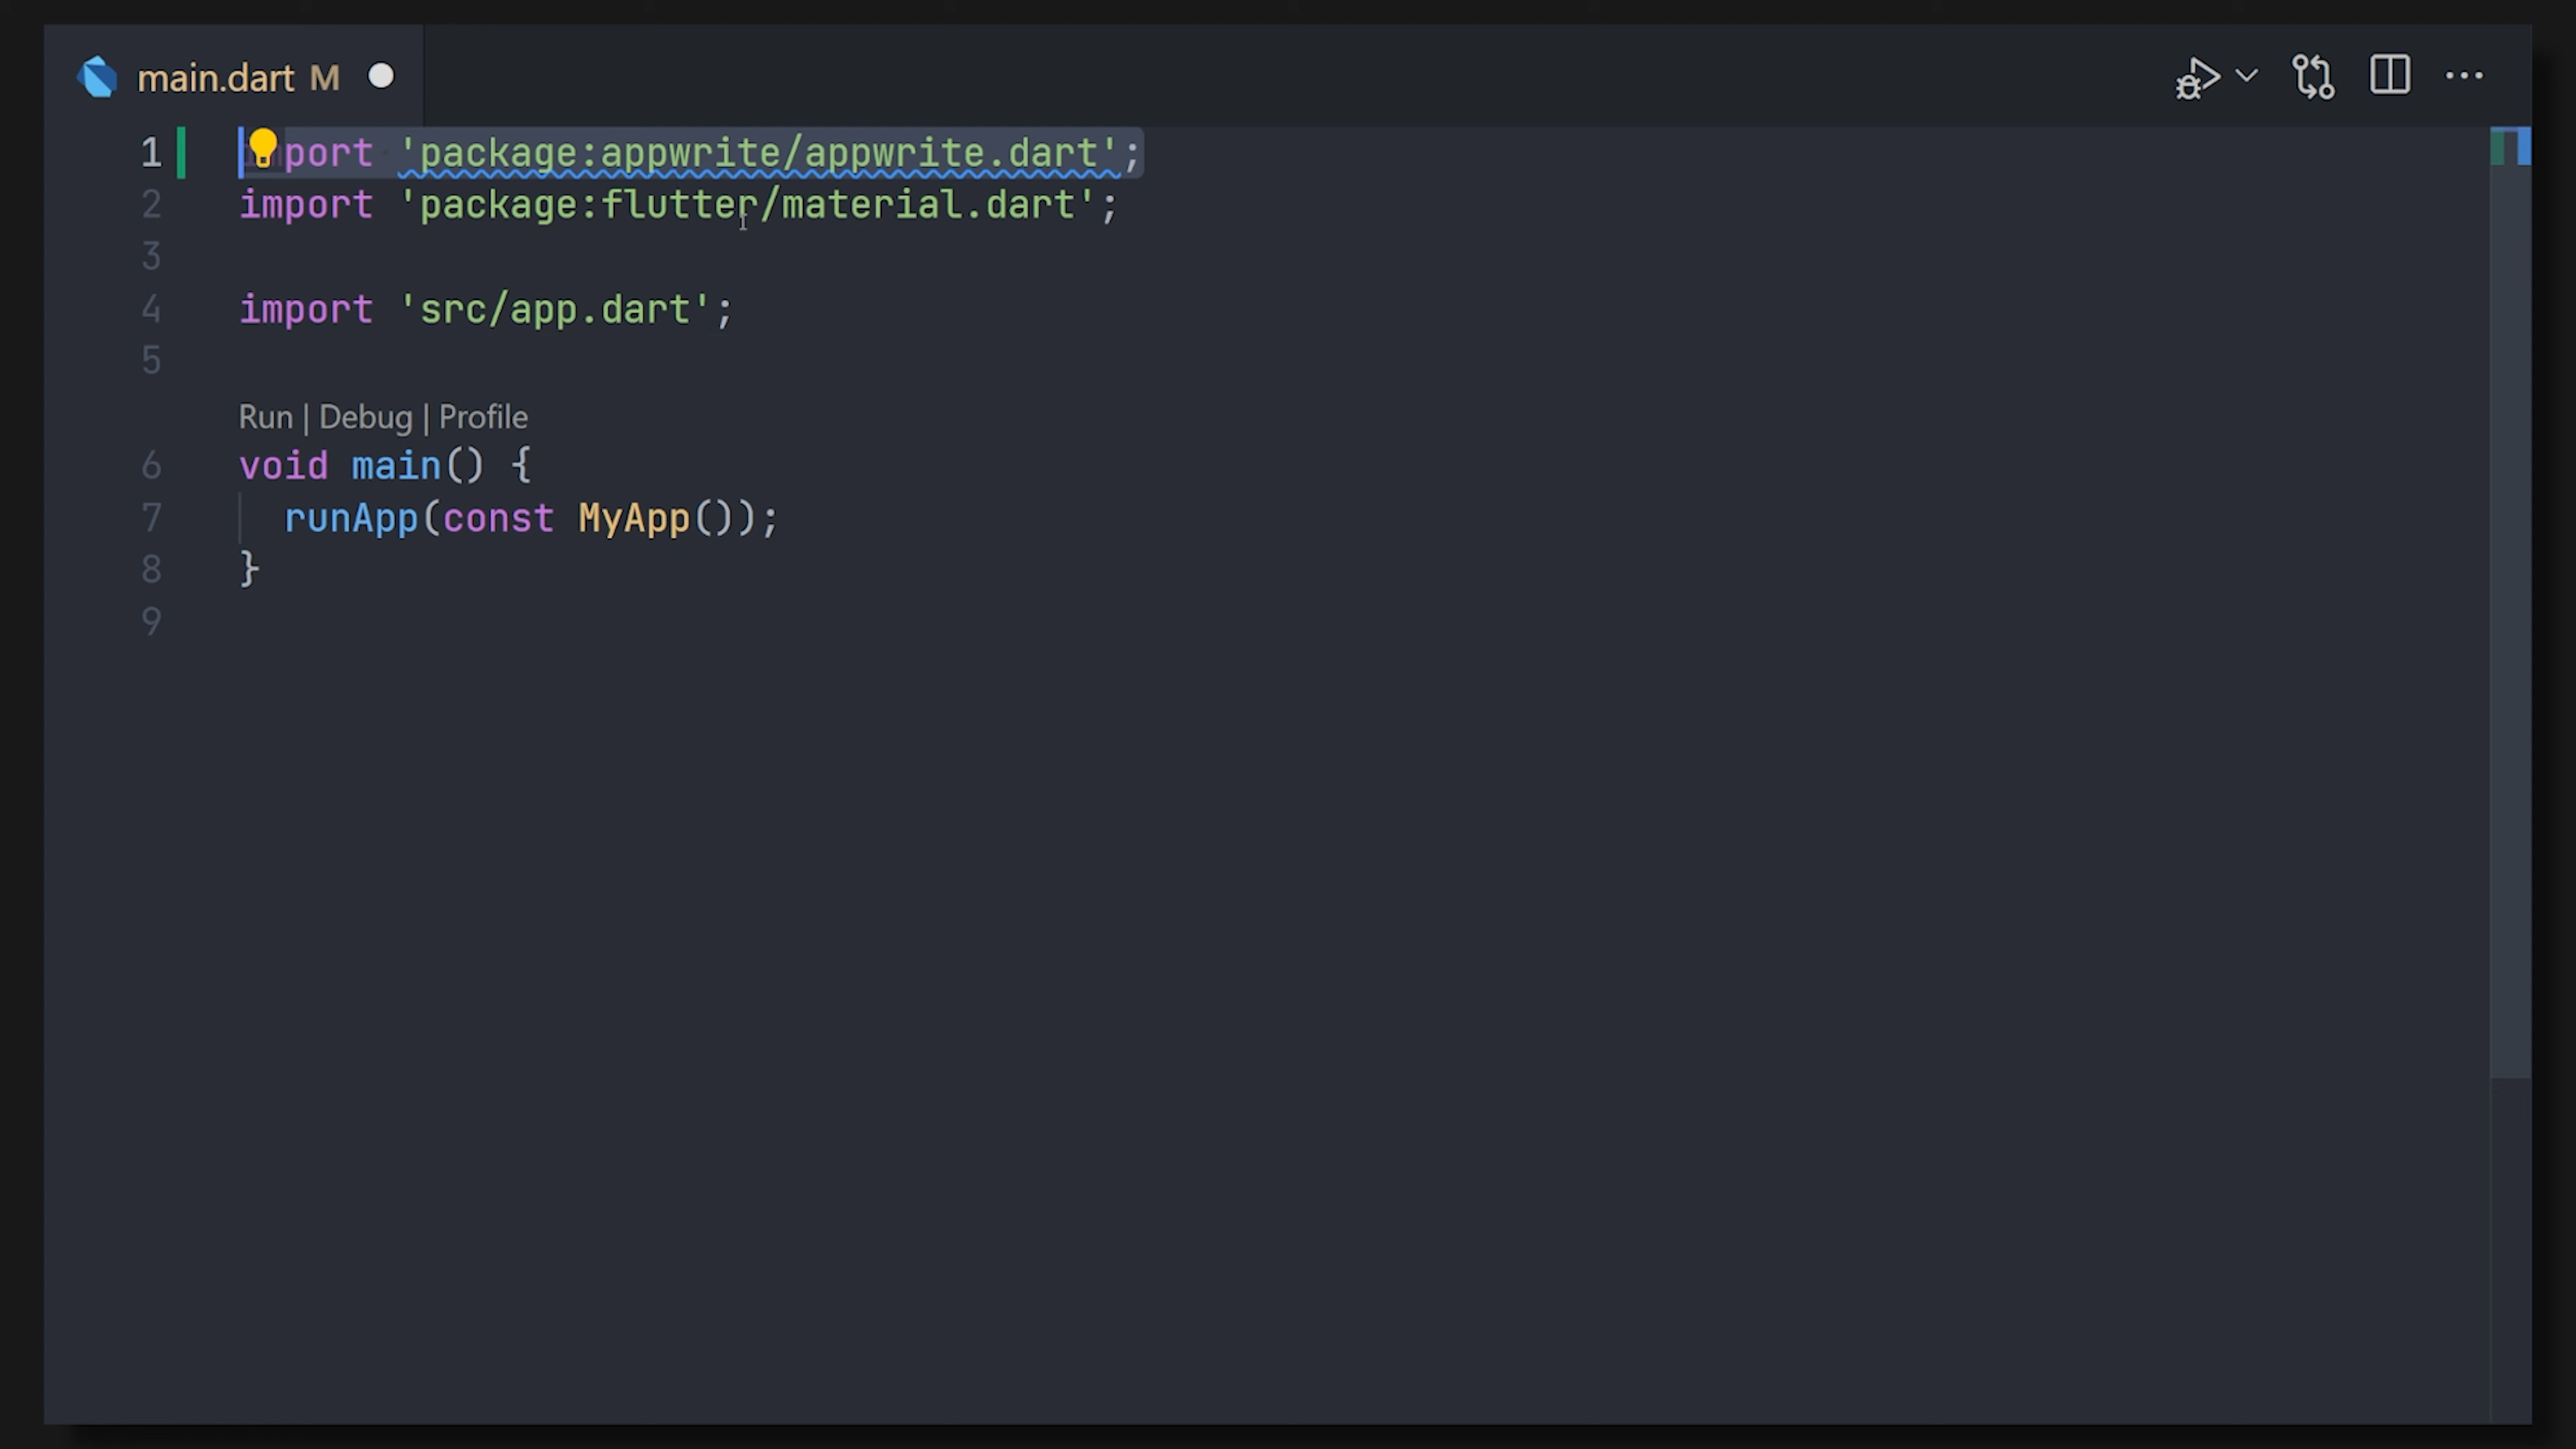 main.dart M
1 import 'package:appwrite/appwrite.dart';
2 import 'package:flutter/material.dart';
3
4 import 'src/app.dart';
5
Run | Debug | Profile
6 void main() {
7 runApp(const MyApp());
8 }
9